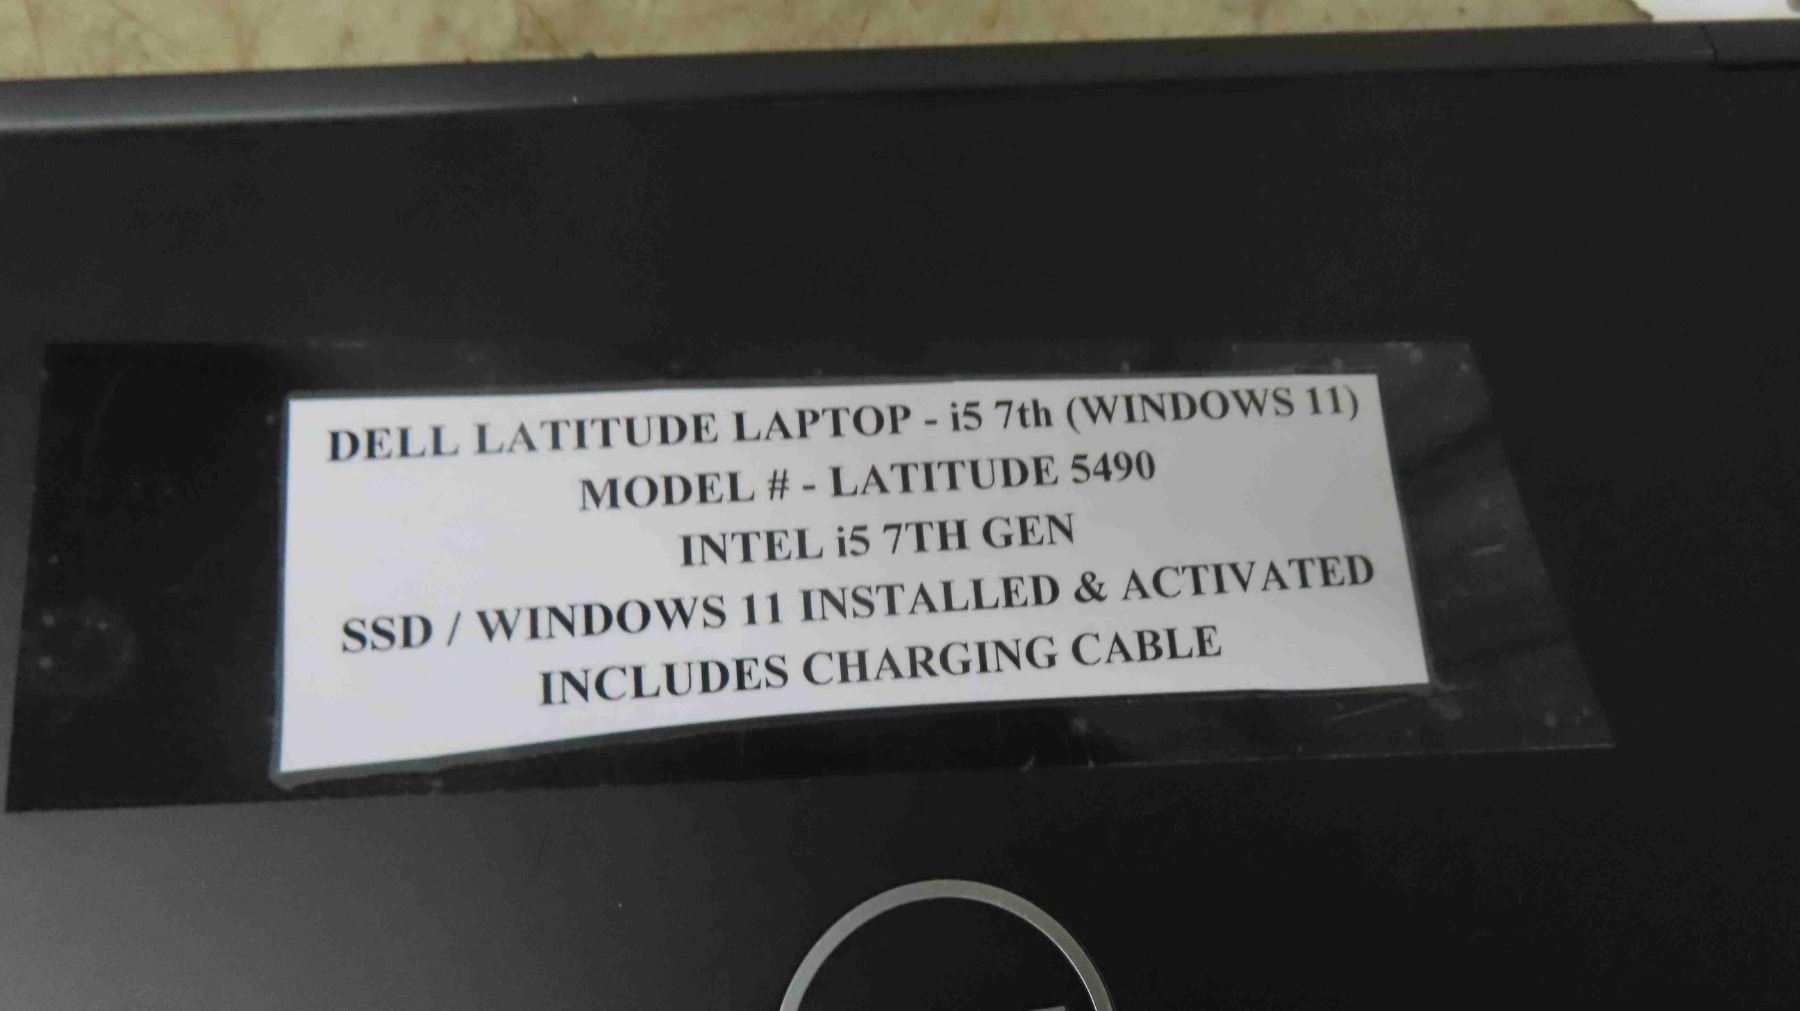 DELL LATITUDE LAPTOP - i5 7th (WINDOWS 11)
MODEL # - LATITUDE 5490
INTEL i5 7TH GEN
SSD / WINDOWS 11 INSTALLED & ACTIVATED
INCLUDES CHARGING CABLE